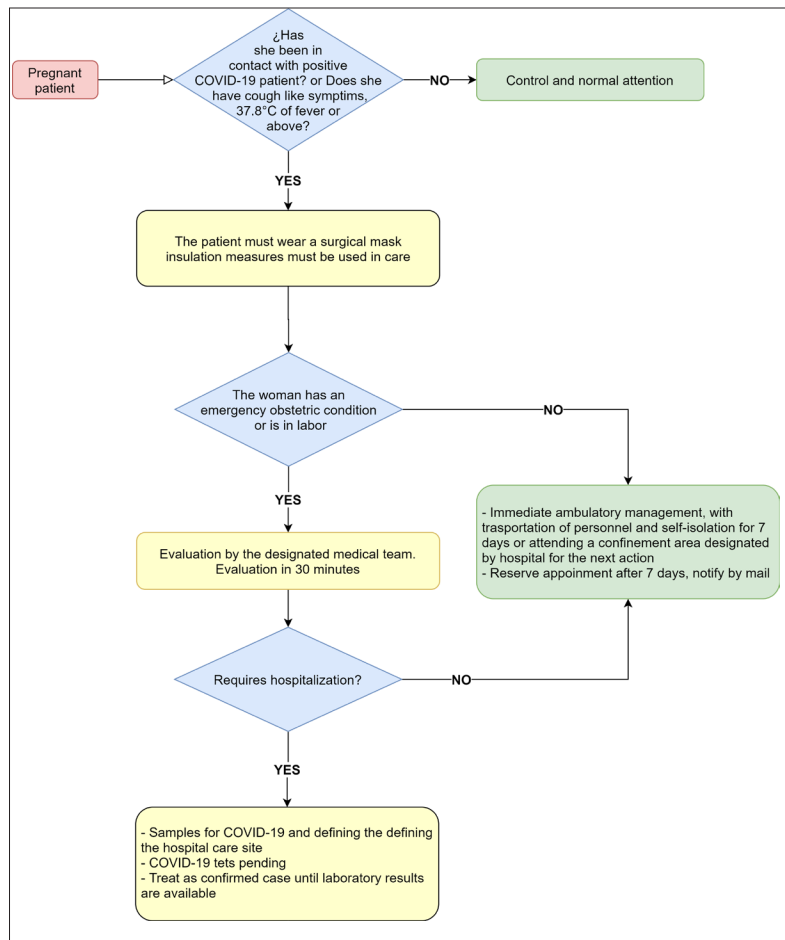 ¿Has
she been in
contact with positive
COVID-19 patient? or Does she
have cough like symptims,
37.8°C of fever or
above?
Pregnant
patient
NO
Control and normal attention
YES
The patient must wear a surgical mask
insulation measures must be used in care
The woman has an
emergency obstetric condition
or is in labor
NO
YES
- Immediate ambulatory management, with
trasportation of personnel and self-isolation for 7
days or attending a confinement area designated
by hospital for the next action
- Reserve appoinment after 7 days, notify by mail
Evaluation by the designated medical team.
Evaluation in 30 minutes
Requires hospitalization?
NO
YES
- Samples for COVID-19 and defining the defining
the hospital care site
- COVID-19 tets pending
- Treat as confirmed case until laboratory results
are available